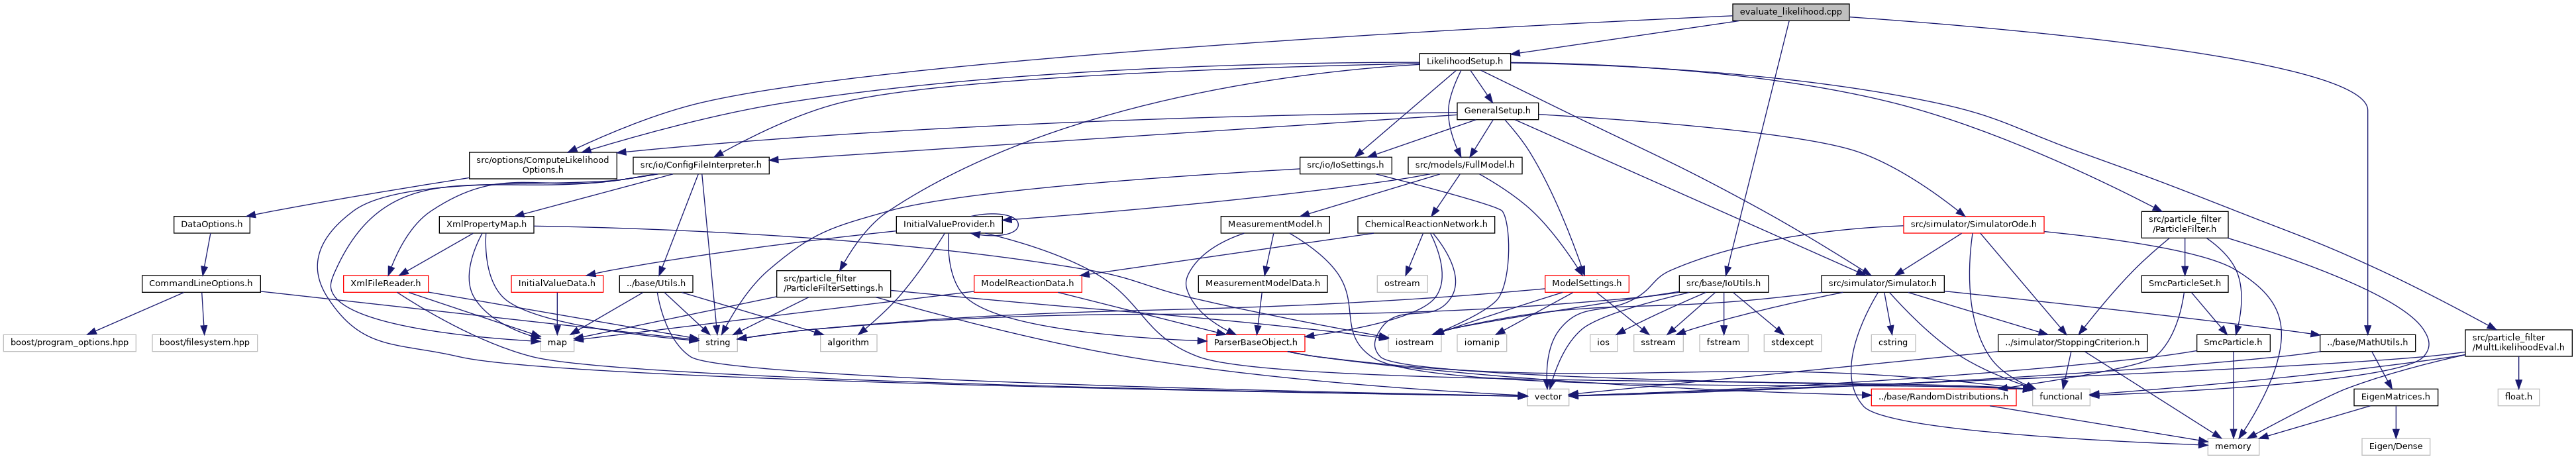 evaluate_likelihood.cpp
LikelihoodSetup.h
GeneralSetup.h
src/options/ComputeLikelihood
Options.h
src/io/ConfigFileInterpreter.h
src/io/IoSettings.h
src/models/FullModel.h
DataOptions.h
XmlPropertyMap.h
InitialValueProvider.h
MeasurementModel.h
ChemicalReactionNetwork.h
src/simulator/SimulatorOde.h
src/particle_filter
/ParticleFilter.h
CommandLineOptions.h
XmlFileReader.h
InitialValueData.h
../base/Utils.h
src/particle_filter
/ParticleFilterSettings.h
ModelReactionData.h
MeasurementModelData.h
ostream
ModelSettings.h
src/base/IoUtils.h
src/simulator/Simulator.h
SmcParticleSet.h
boost/program_options.hpp
boost/filesystem.hpp
map
string
algorithm
ParserBaseObject.h
iostream
iomanip
ios
sstream
fstream
stdexcept
cstring
../simulator/StoppingCriterion.h
SmcParticle.h
../base/MathUtils.h
src/particle_filter
/MultLikelihoodEval.h
vector
../base/RandomDistributions.h
functional
EigenMatrices.h
float.h
memory
Eigen/Dense